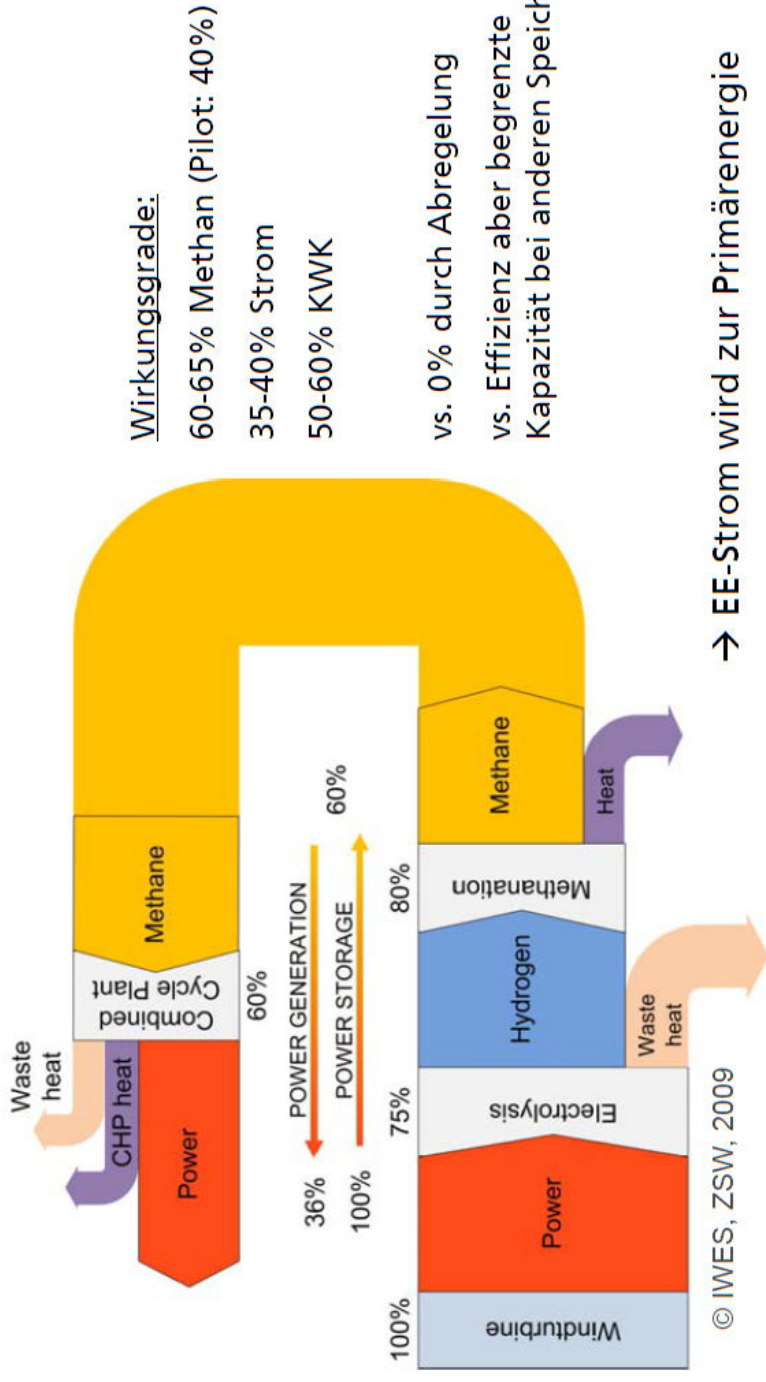 Waste
heat
CHP heat
Power
Combined
Cycle Plant
Methane
60%
POWER GENERATION
36%
60%
100%
POWER STORAGE
100%
75%
80%
Windturbine
Power
Electrolysis
Hydrogen
Methanation
Methane
Waste
heat
Heat
© IWES, ZSW, 2009
Wirkungsgrade:
60-65% Methan (Pilot: 40%)
35-40% Strom
50-60% KWK
vs. 0% durch Abregelung
vs. Effizienz aber begrenzte
Kapazität bei anderen Speich
→ EE-Strom wird zur Primärenergie